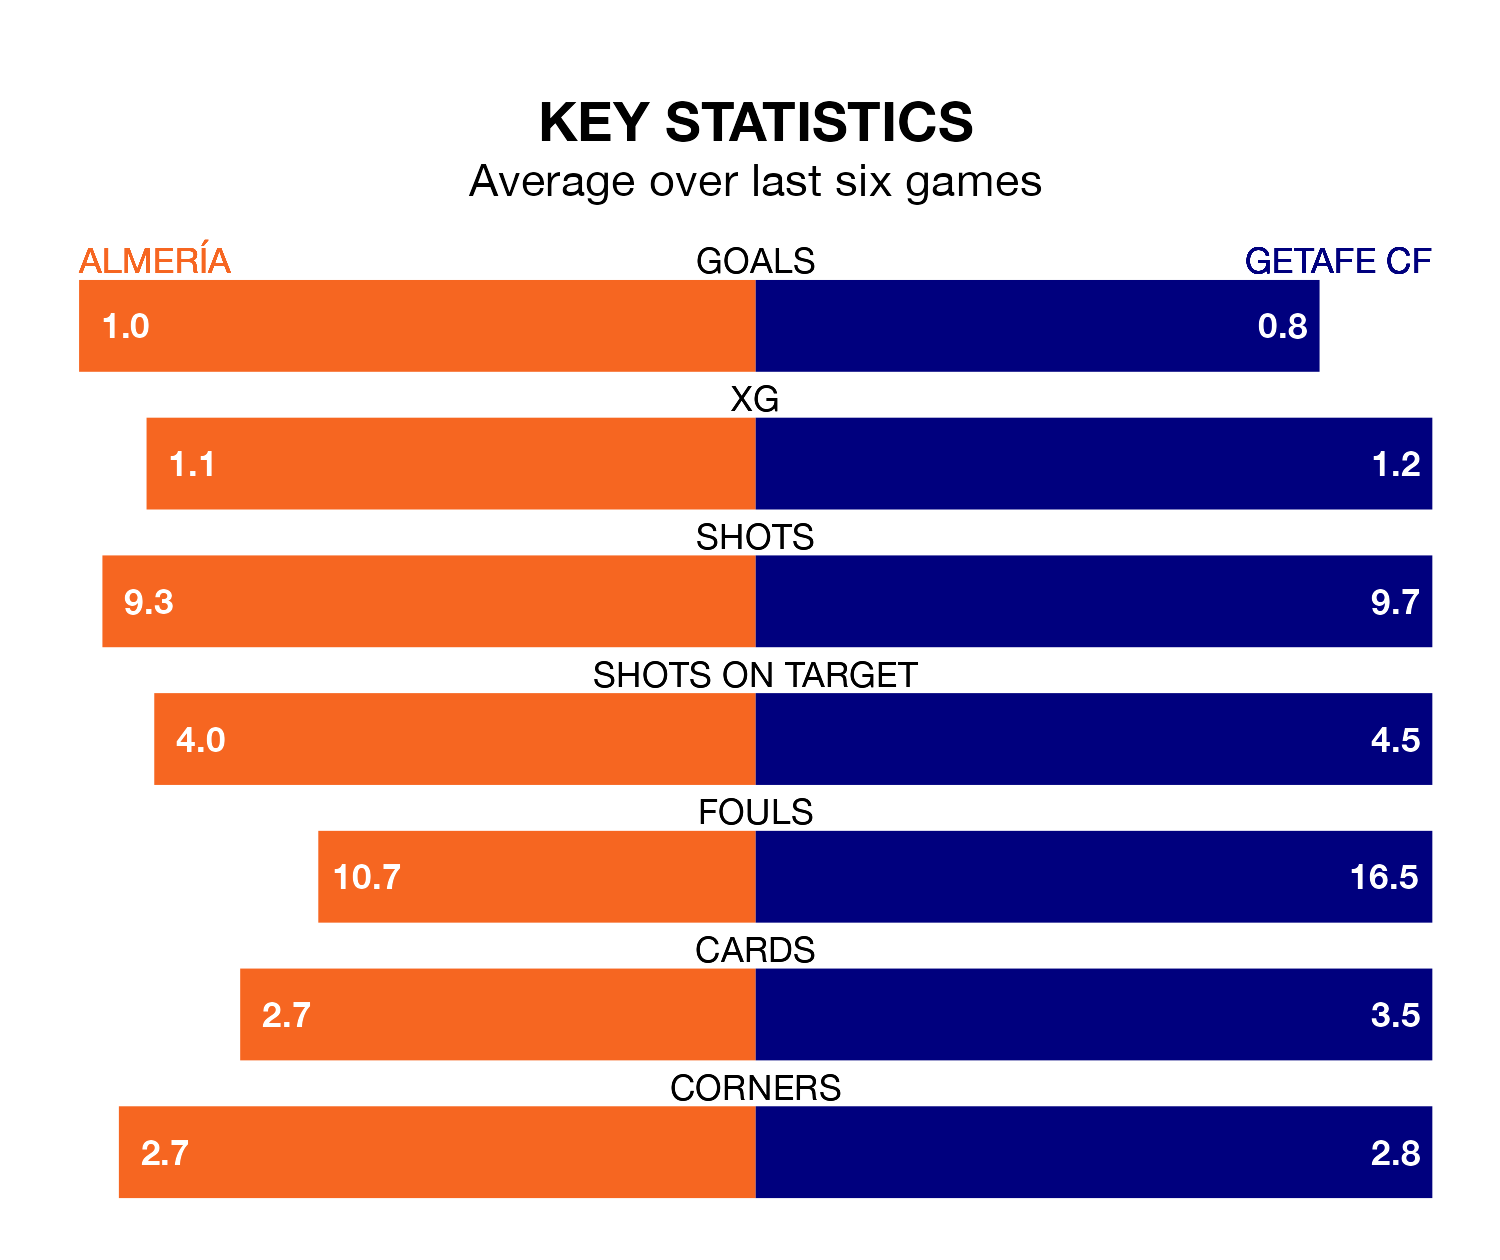 KEY STATISTICS
Average over last six games
ALMERÍA GOALS GETAFE CF
1.0 0.8
XG
1.1 1.2
SHOTS
9.3 9.7
SHOTS ON TARGET
4.0 4.5
FOULS
10.7 16.5
CARDS
2.7 3.5
CORNERS
2.7 2.8